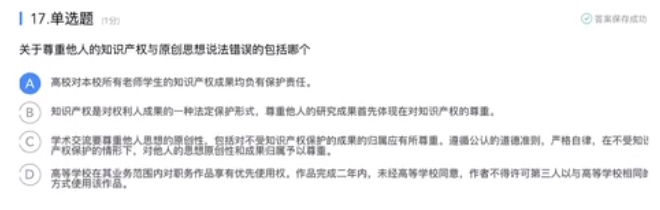 17.单选题 (1分)
答案保存成功
关于尊重他人的知识产权与原创思想说法错误的包括哪个
A 高校对本校所有老师学生的知识产权成果均负有保护责任。
B 知识产权是对权利人成果的一种法定保护形式，尊重他人的研究成果首先体现在对知识产权的尊重。
C 学术交流要尊重他人思想的原创性，包括对不受知识产权保护的成果的归属应有所尊重。遵循公认的道德准则，严格自律，在不受知识
产权保护的情形下，对他人的思想原创性和成果归属予以尊重。
D 高等学校在其业务范围内对职务作品享有优先使用权。作品完成二年内，未经高等学校同意，作者不得许可第三人以与高等学校相同的
方式使用该作品。